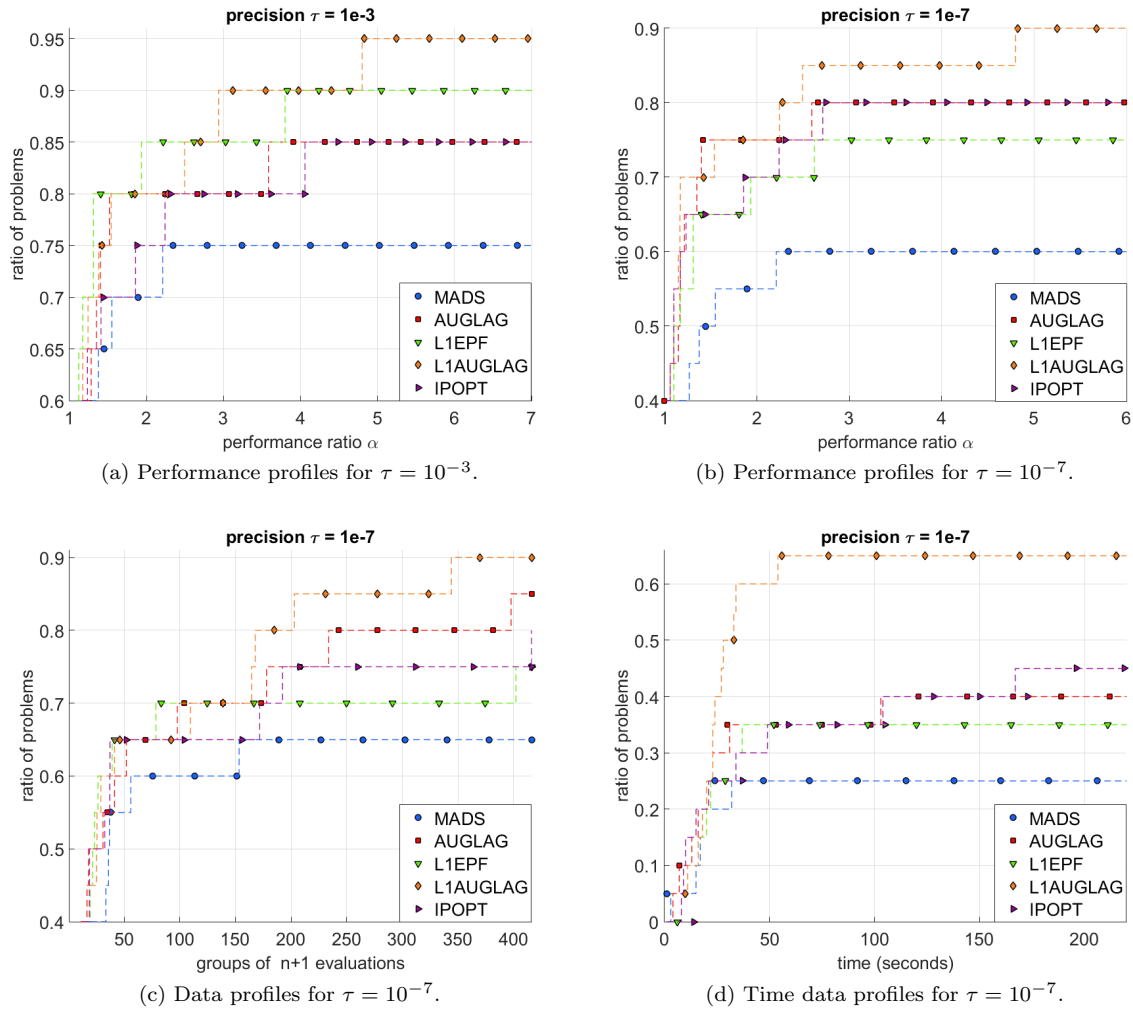 precision τ = 1e-3
0.95
0.9
0.85
0.8
0.75
0.7
0.65
0.6
ratio of problems
1 2 3 4 5 6 7
performance ratio α
MADS
AUGLAG
L1EPF
L1AUGLAG
IPOPT
(a) Performance profiles for τ = 10⁻³.
precision τ = 1e-7
0.9
0.8
0.7
0.6
0.5
0.4
ratio of problems
1 2 3 4 5 6
performance ratio α
MADS
AUGLAG
L1EPF
L1AUGLAG
IPOPT
(b) Performance profiles for τ = 10⁻⁷.
precision τ = 1e-7
0.9
0.8
0.7
0.6
0.5
0.4
ratio of problems
50 100 150 200 250 300 350 400
groups of n+1 evaluations
MADS
AUGLAG
L1EPF
L1AUGLAG
IPOPT
(c) Data profiles for τ = 10⁻⁷.
precision τ = 1e-7
0.6
0.5
0.4
0.3
0.2
0.1
0
ratio of problems
0 50 100 150 200
time (seconds)
MADS
AUGLAG
L1EPF
L1AUGLAG
IPOPT
(d) Time data profiles for τ = 10⁻⁷.